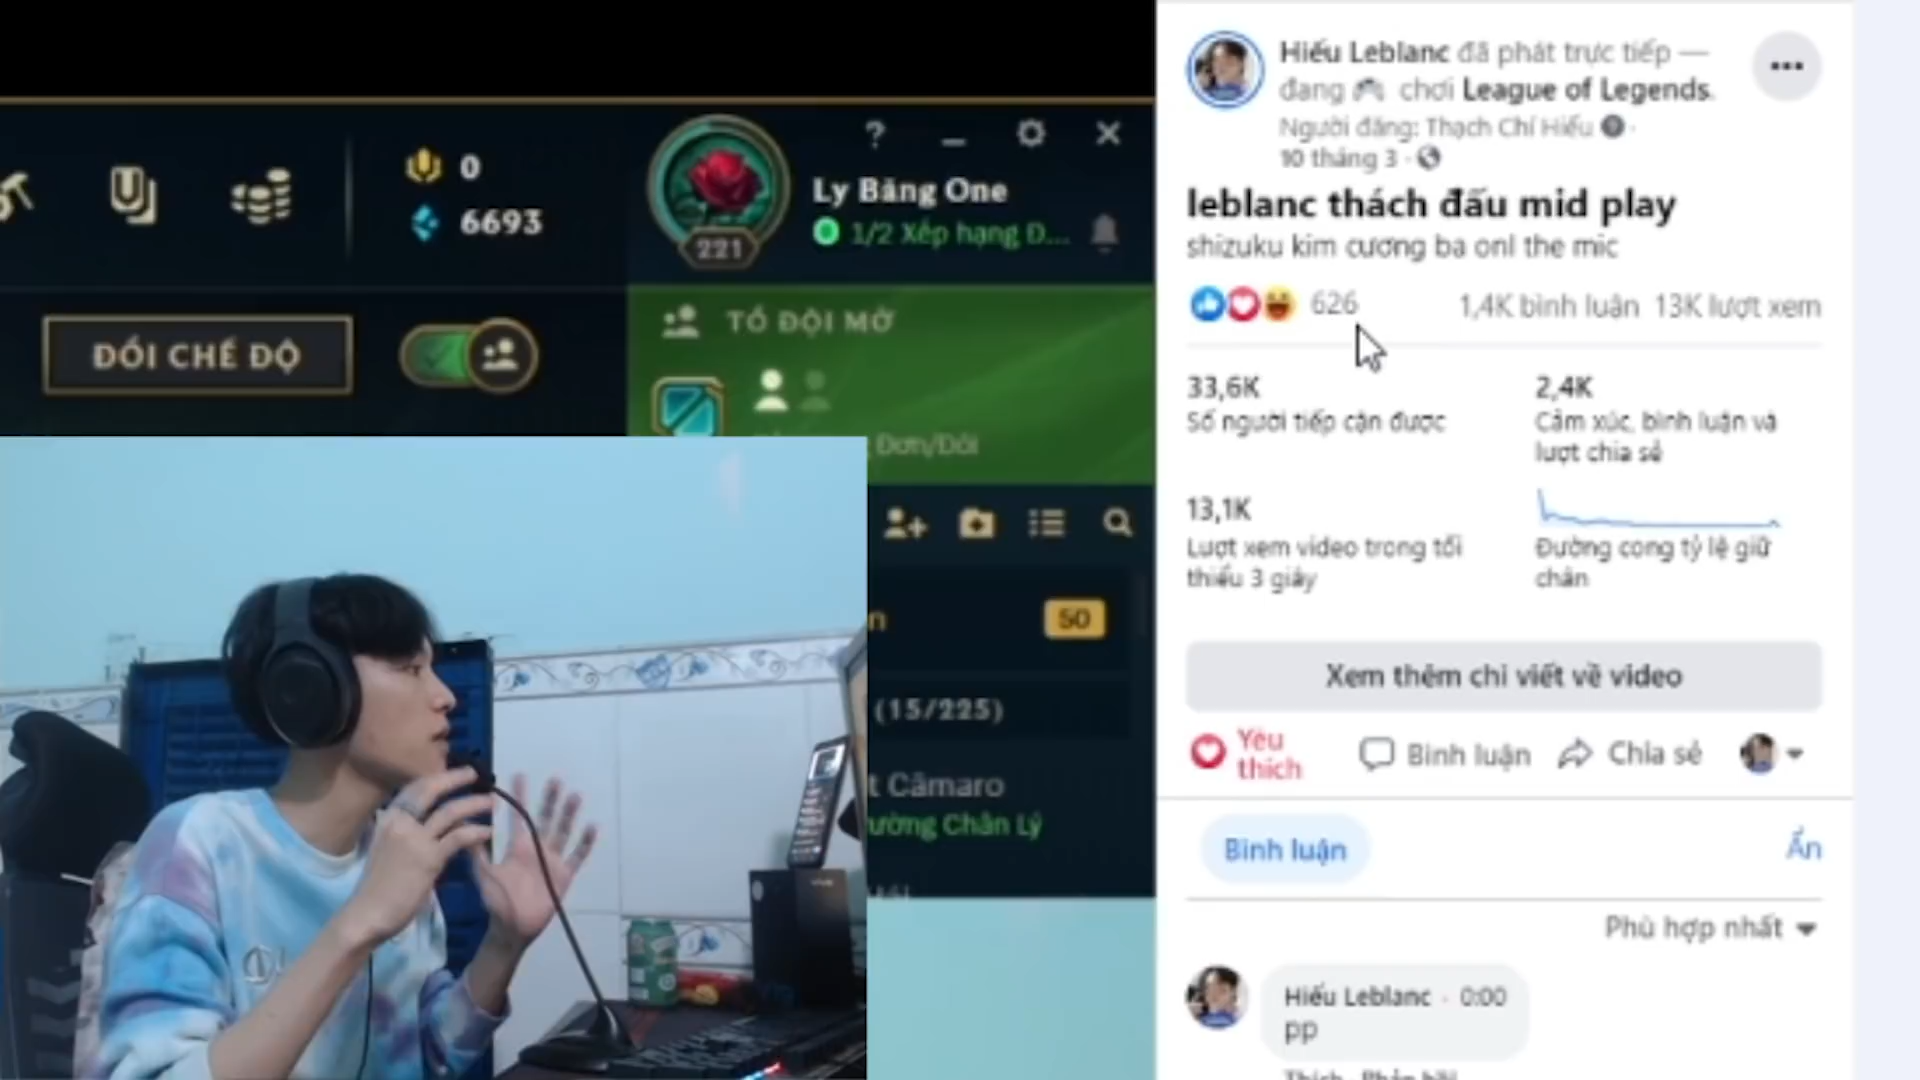 0
6693
?
Ly Băng One
1/2 Xếp hạng Đ...
221
ĐỔI CHẾ ĐỘ
TỔ ĐỘI MỞ
Đơn/Đôi
50
(15/225)
t Câmaro
ường Chân Lý
Hiếu Leblanc đã phát trực tiếp —
đang 🎮 chơi League of Legends.
Người đăng: Thạch Chí Hiếu
10 tháng 3
leblanc thách đấu mid play
shizuku kim cương ba onl the mic
626 1,4K bình luận 13K lượt xem
33,6K
Số người tiếp cận được
2,4K
Cảm xúc, bình luận và
lượt chia sẻ
13,1K
Lượt xem video trong tối
thiểu 3 giây
Đường cong tỷ lệ giữ
chân
Xem thêm chi viết về video
Yêu
thích
Bình luận
Chia sẻ
Bình luận
Ẩn
Phù hợp nhất
Hiếu Leblanc · 0:00
pp
Thích · Phản hồi